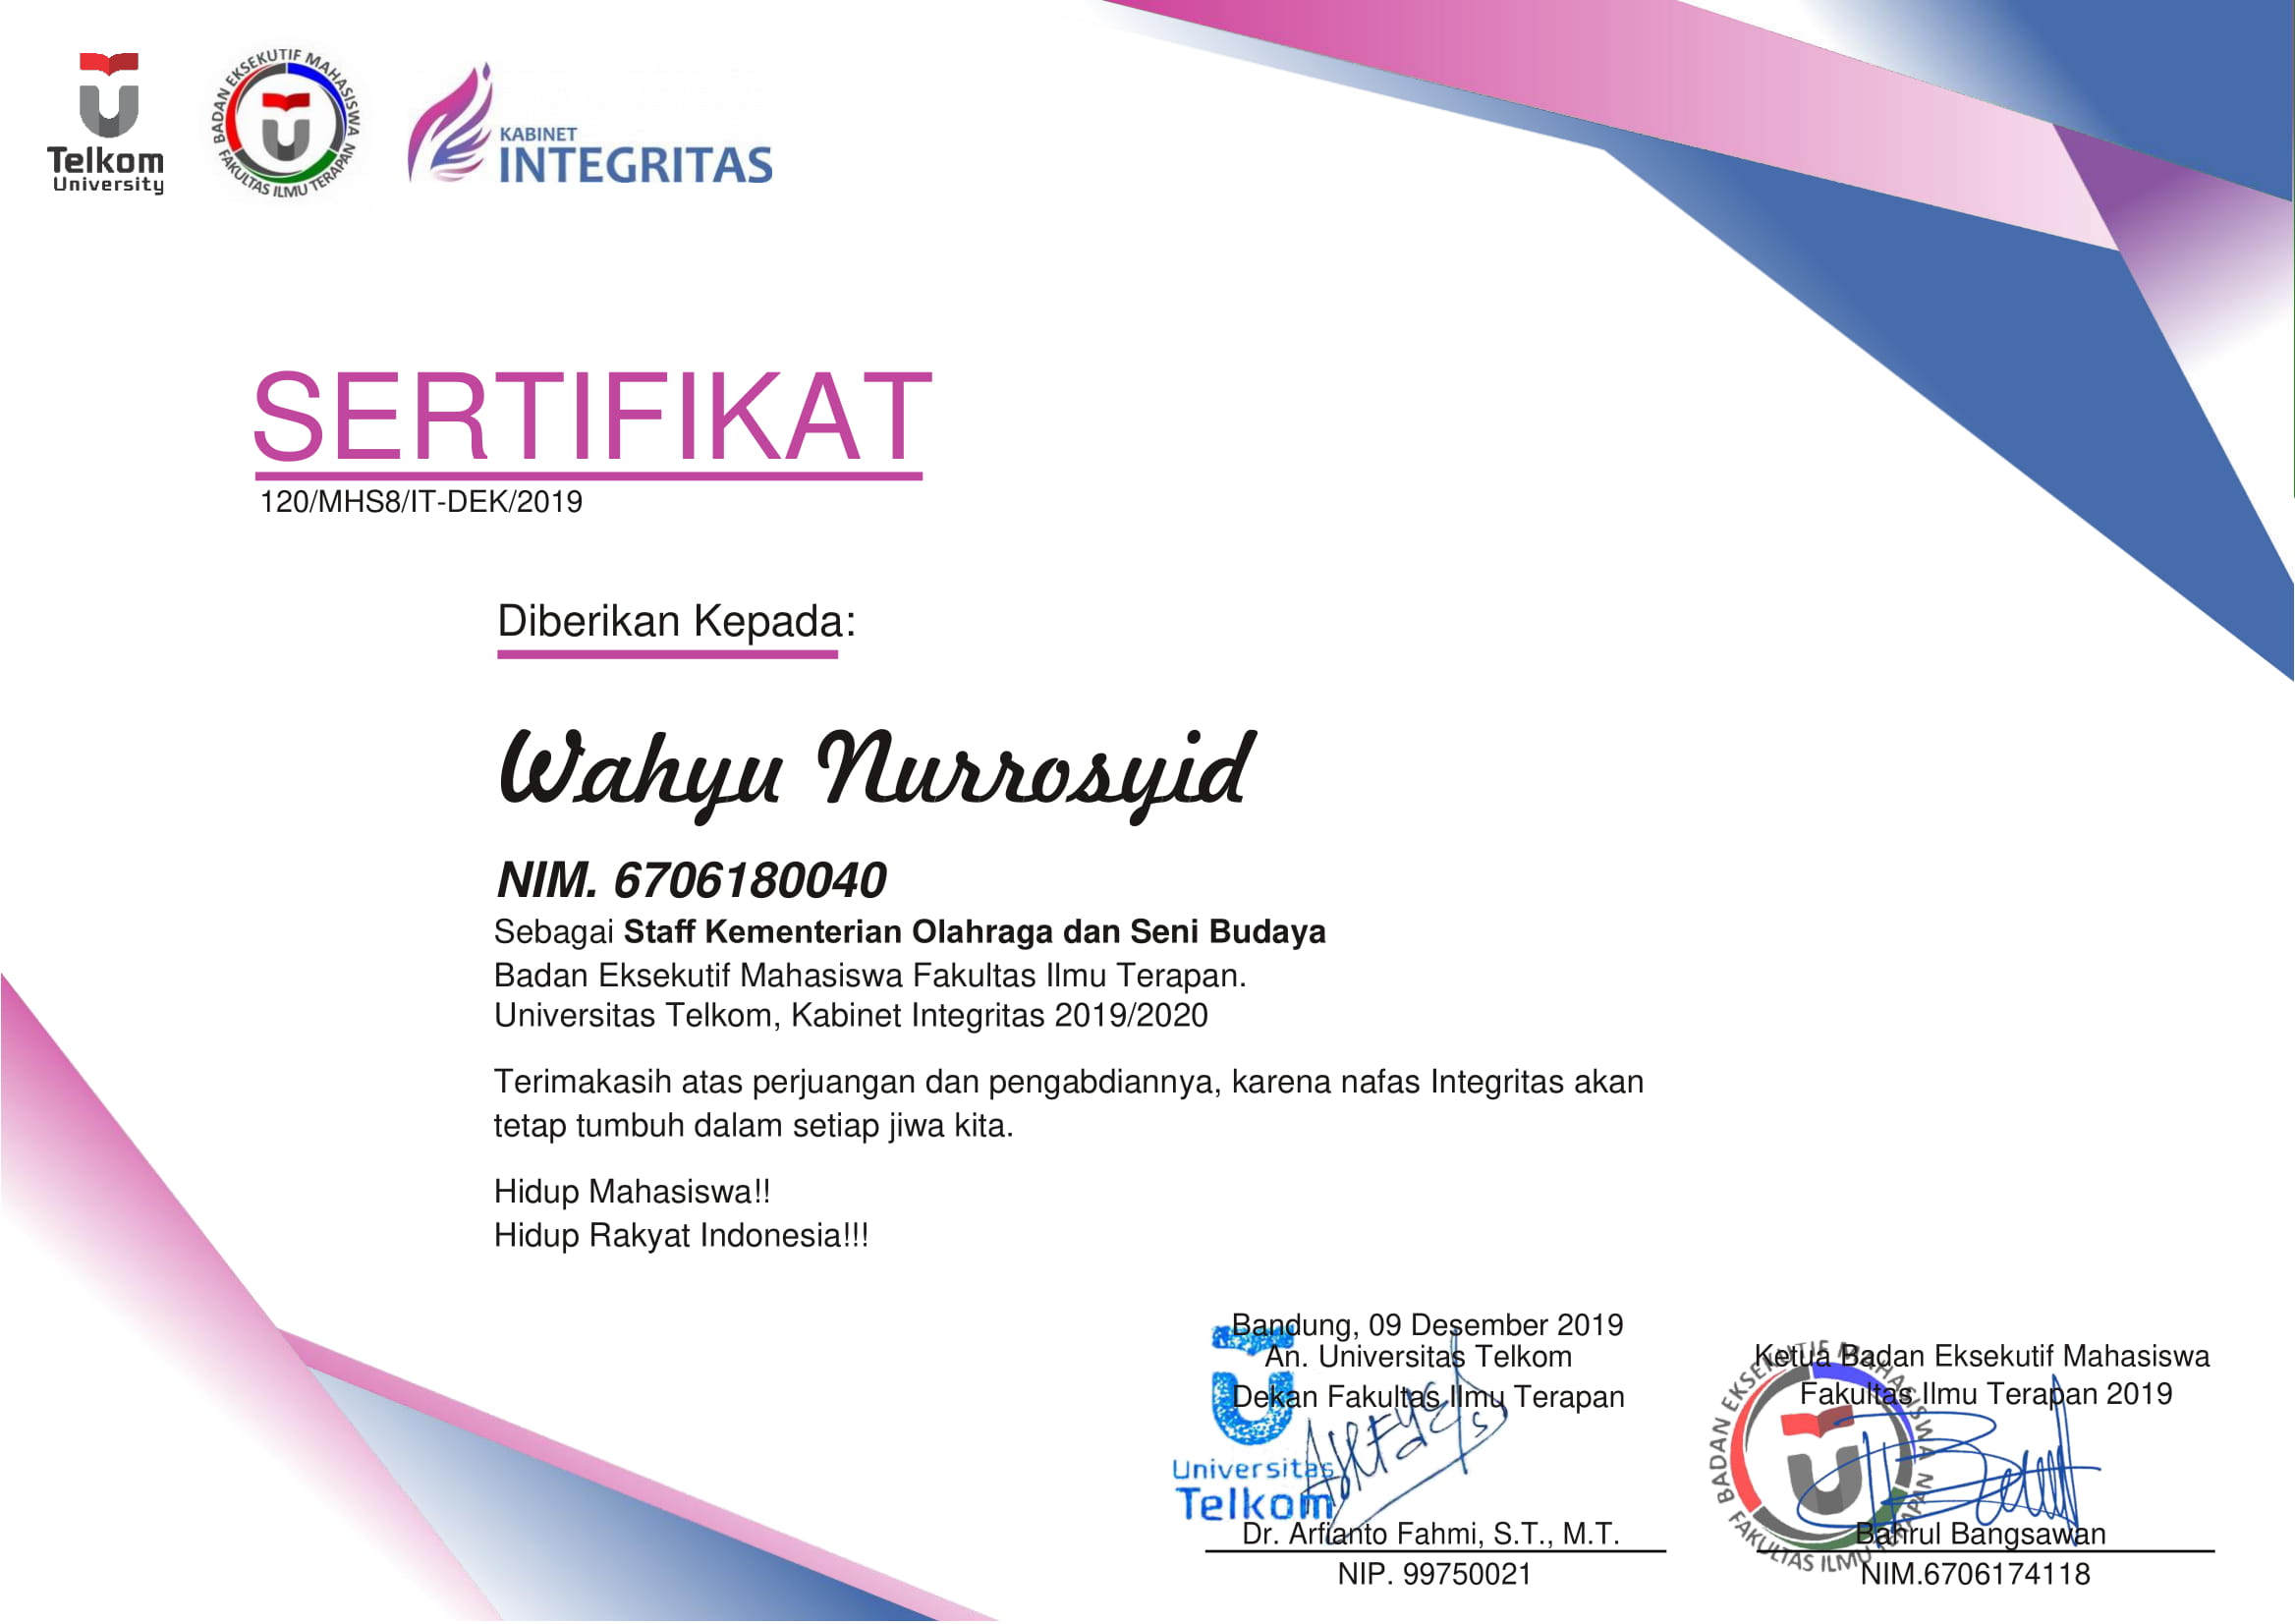 Telkom
University
BADAN EKSEKUTIF MAHASISWA
FAKULTAS ILMU TERAPAN
KABINET
INTEGRITAS
SERTIFIKAT
120/MHS8/IT-DEK/2019
Diberikan Kepada:
Wahyu Nurrosyid
NIM. 6706180040
Sebagai Staff Kementerian Olahraga dan Seni Budaya
Badan Eksekutif Mahasiswa Fakultas Ilmu Terapan.
Universitas Telkom, Kabinet Integritas 2019/2020
Terimakasih atas perjuangan dan pengabdiannya, karena nafas Integritas akan
tetap tumbuh dalam setiap jiwa kita.
Hidup Mahasiswa!!
Hidup Rakyat Indonesia!!!
Bandung, 09 Desember 2019
An. Universitas Telkom
Dekan Fakultas Ilmu Terapan
Universitas
Telkom
Dr. Arfianto Fahmi, S.T., M.T.
NIP. 99750021
Ketua Badan Eksekutif Mahasiswa
Fakultas Ilmu Terapan 2019
BADAN EKSEKUTIF MAHASISWA
FAKULTAS ILMU TERAPAN
Bahrul Bangsawan
NIM.6706174118